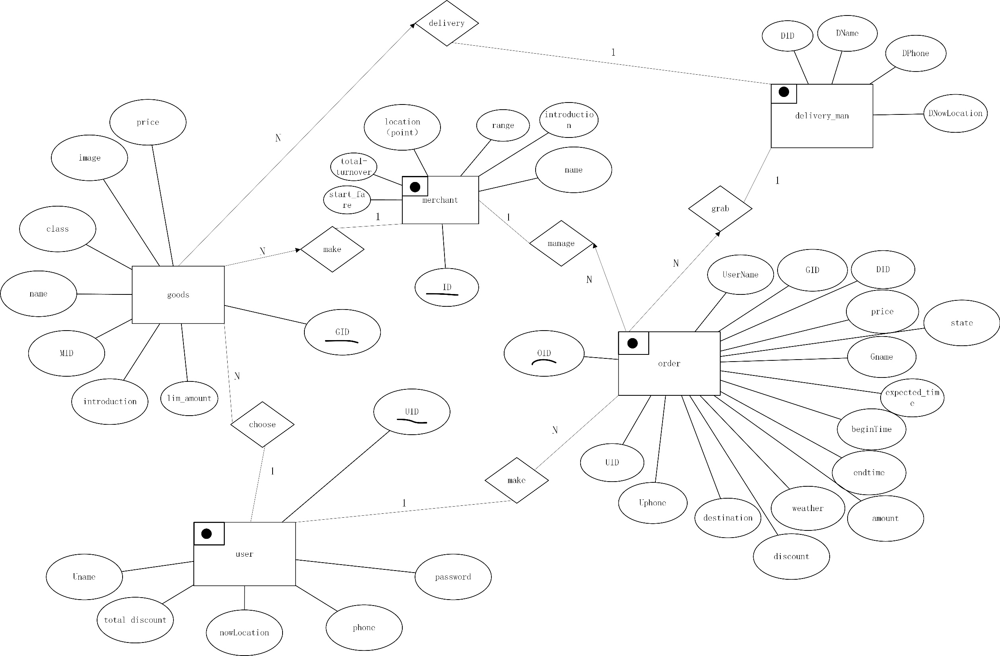 delivery
DID
DName
DPhone
1
delivery_man
DNowLocation
price
image
N
location
（point）
range
introductio
n
total-
turnover
name
start_fa
re
merchant
1
1
1
grab
class
make
N
manage
N
N
name
goods
ID
UserName
GID
DID
price
state
GID
MID
OID
order
Gname
introduction
lim_amount
N
expected_tim
e
UID
choose
beginTime
N
UID
make
endtime
1
1
Uphone
destination
weather
amount
user
discount
Uname
password
total discount
nowLocation
phone